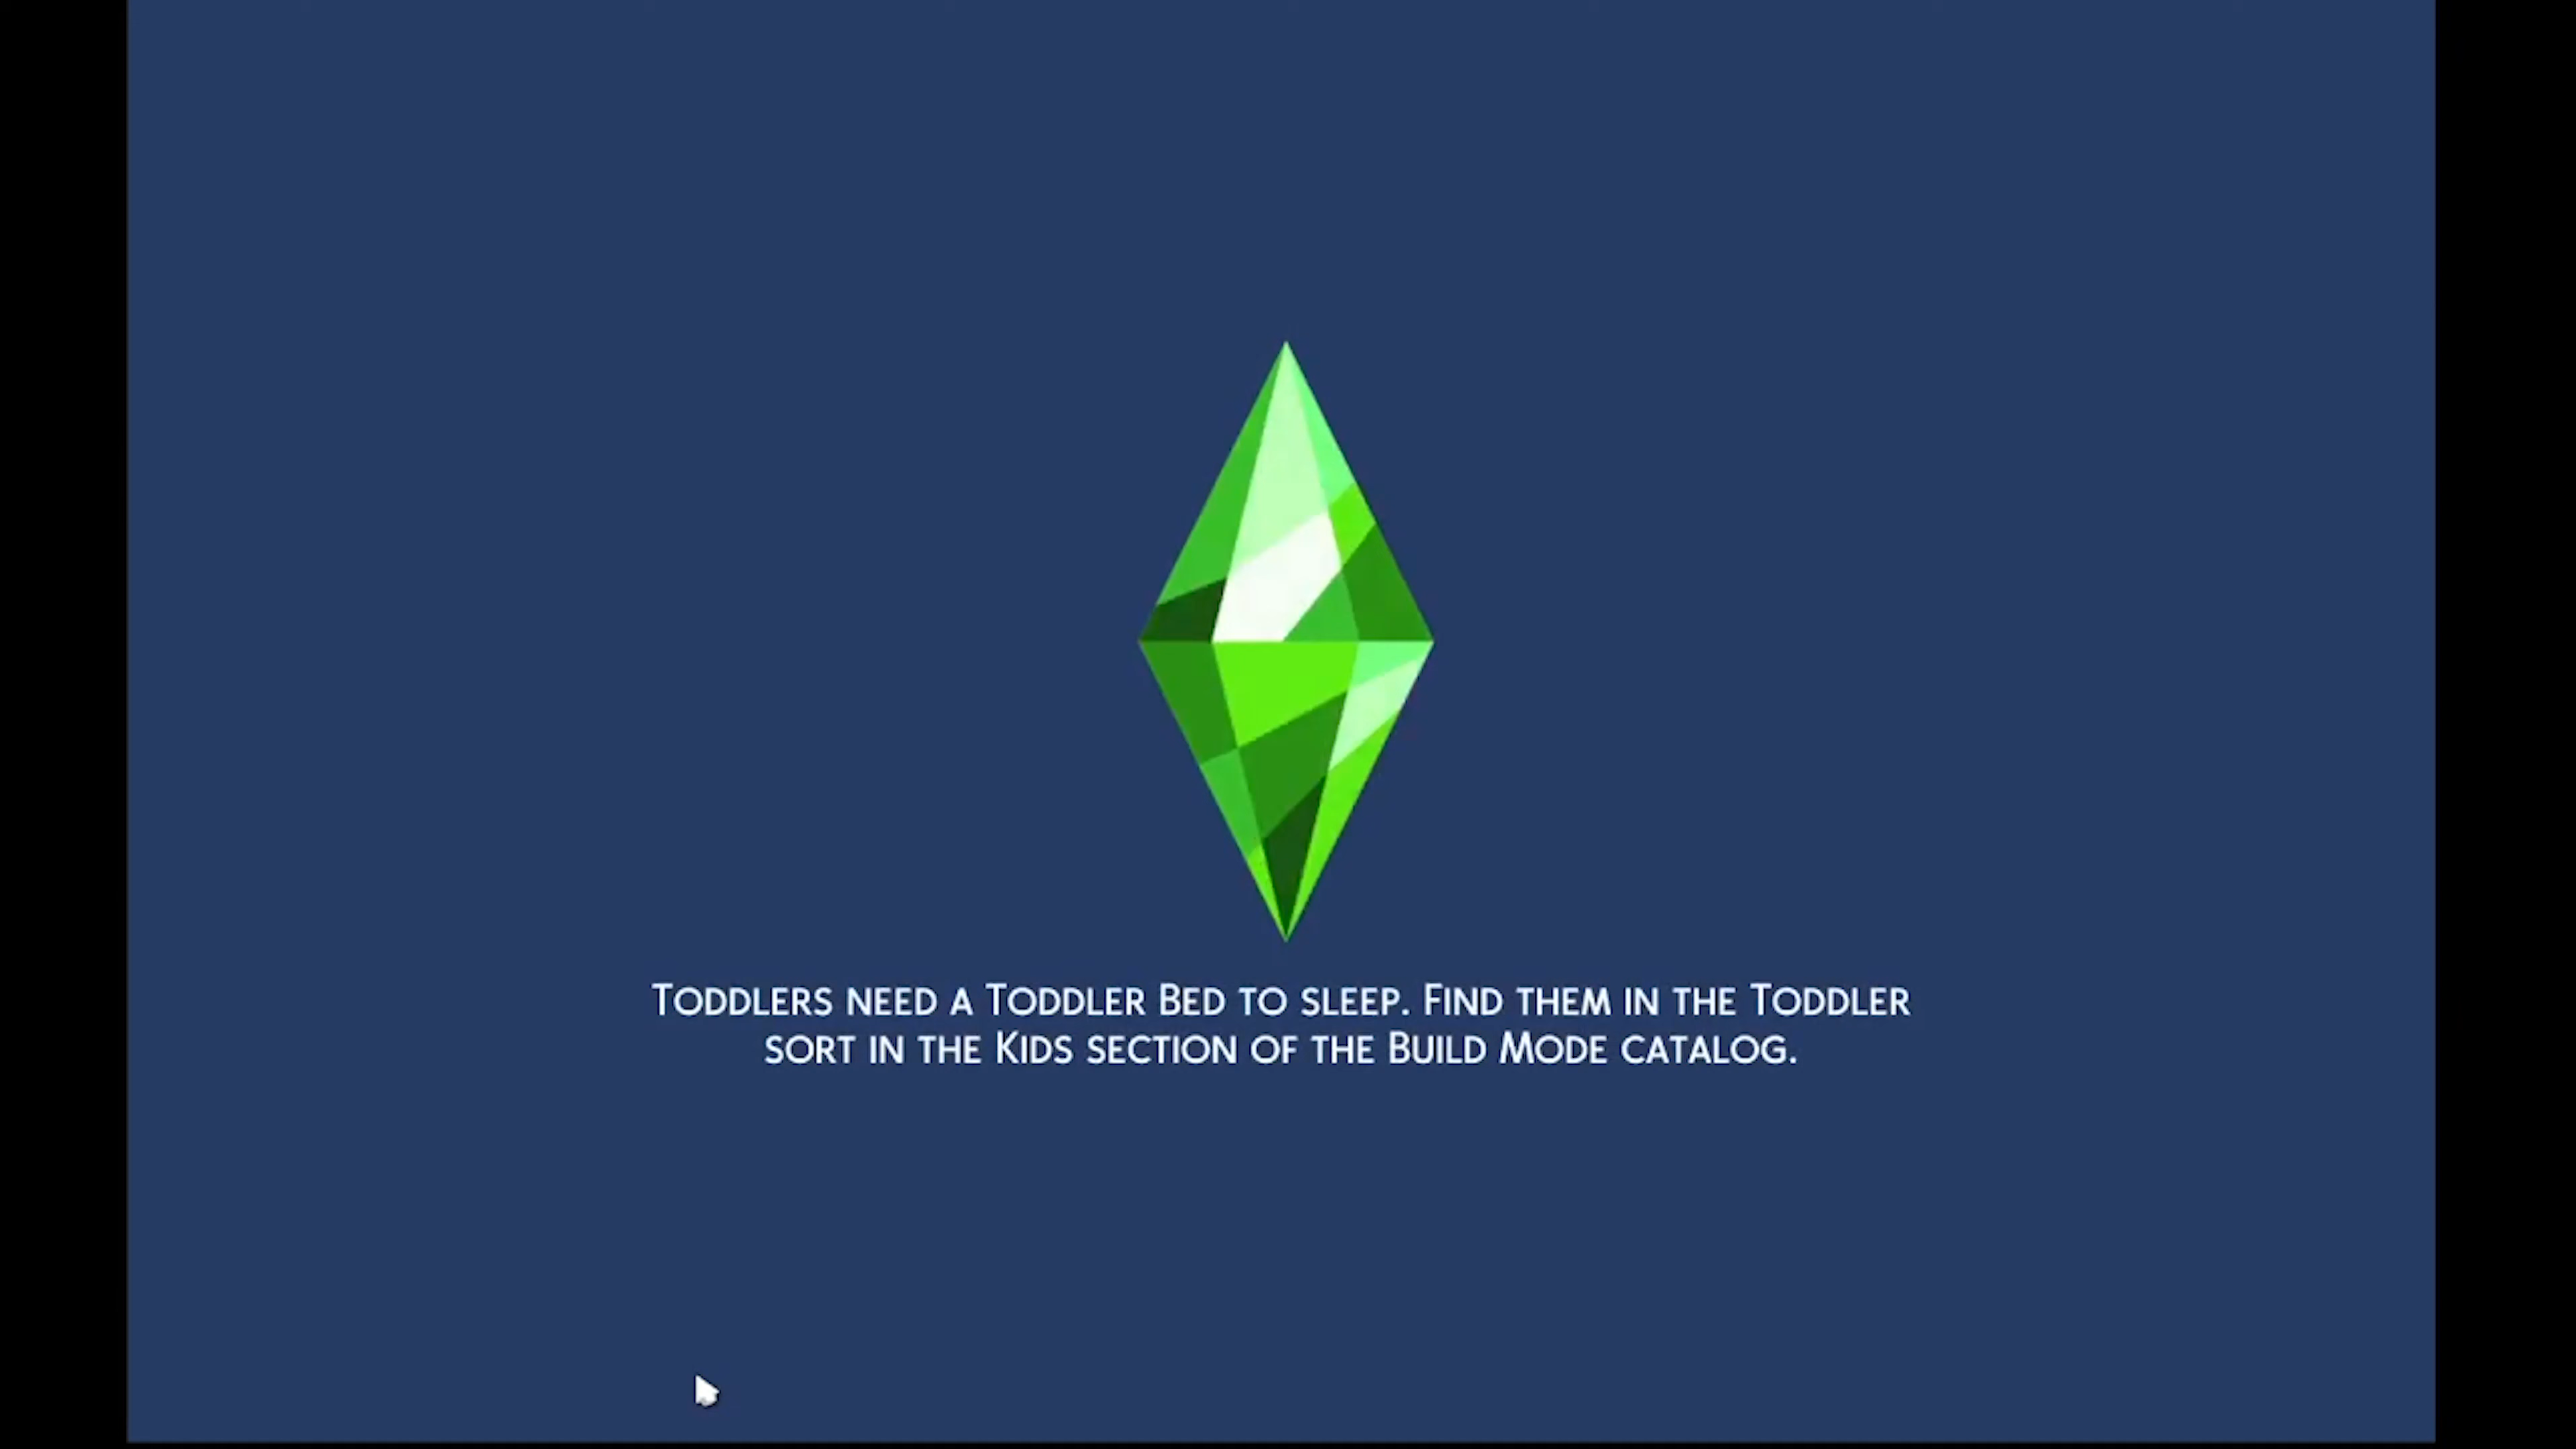 Toddlers need a Toddler Bed to sleep. Find them in the Toddler
sort in the Kids section of the Build Mode catalog.